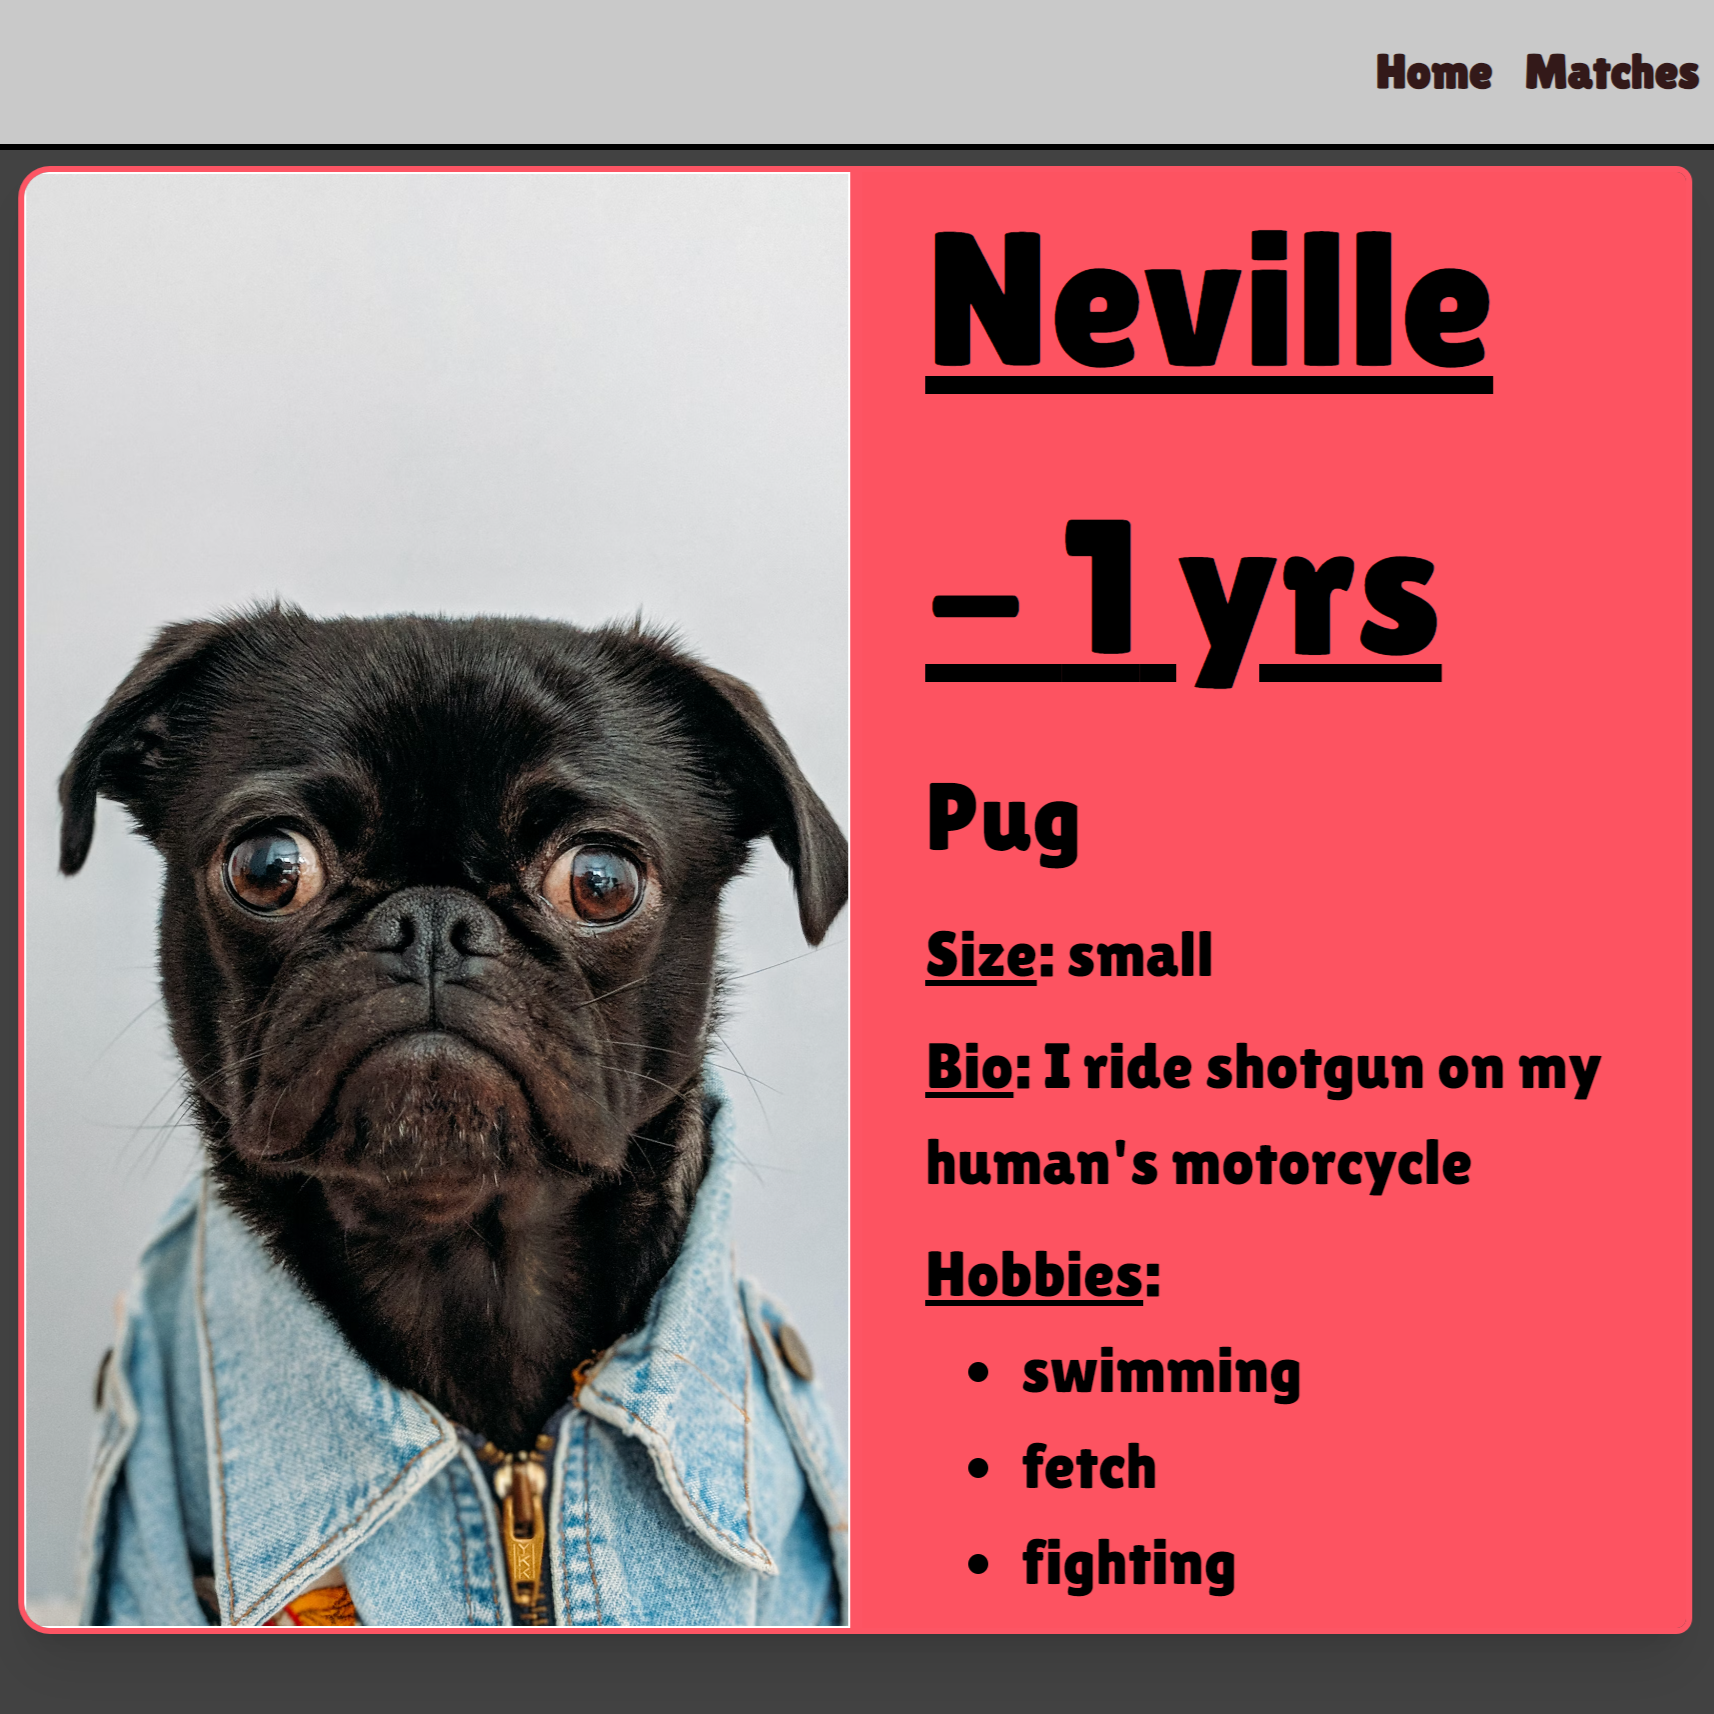 Home Matches
Neville
- 1 yrs
Pug
Size: small
Bio: I ride shotgun on my
human's motorcycle
Hobbies:
• swimming
• fetch
• fighting
YKK